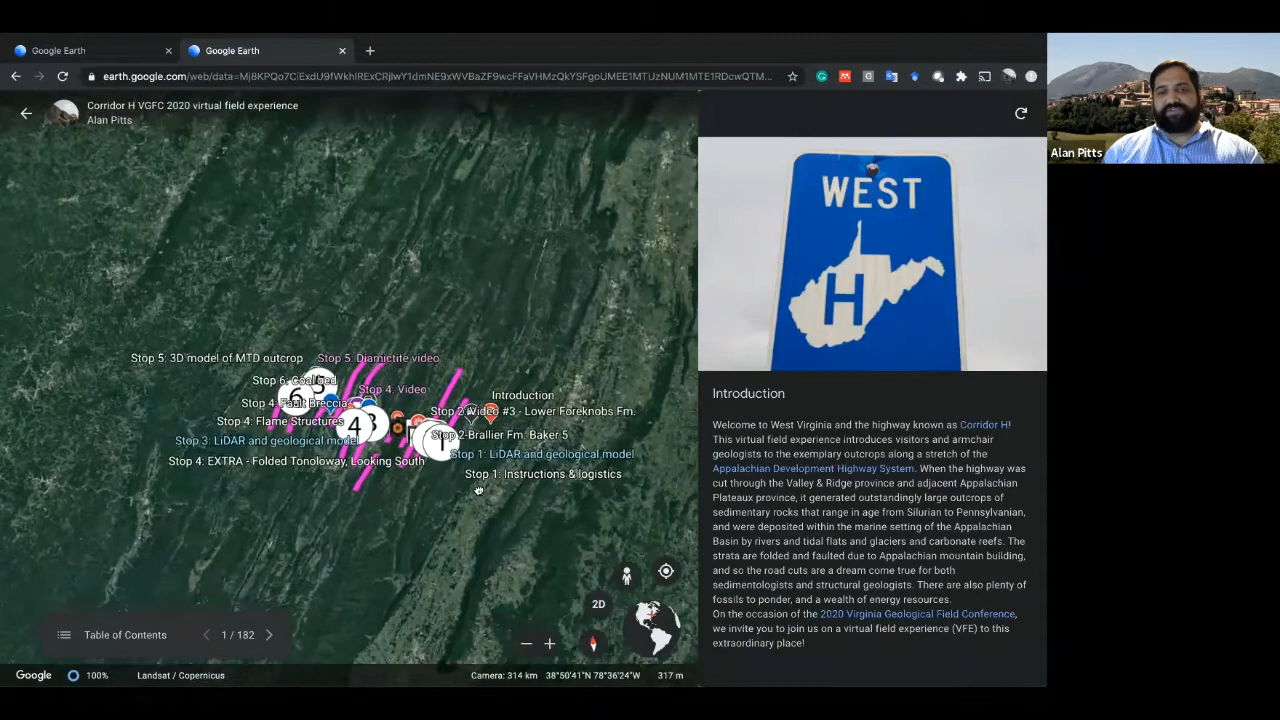 Google Earth
Google Earth
earth.google.com/web/data=Mj8KPQo7CiExdU9fWkhIRExCRjlwY1dmNE9xWVBaZF9wcFFaVHMzQkYSFgoUMEE1MTUzNUM1MTE1RDcwQTM...
Corridor H VGFC 2020 virtual field experience
Alan Pitts
Alan Pitts
WEST
H
Stop 5: 3D model of MTD outcrop
Stop 5: Diamictite video
Stop 6: Coal bed
5
6
Stop 4: Video
Introduction
Stop 4: Fault Breccia
Stop 2: Video #3 - Lower Foreknobs Fm.
Stop 4: Flame Structures
4
3
Stop 2-Brallier Fm. Baker 5
1
Stop 3: LiDAR and geological model
Stop 1: LiDAR and geological model
Stop 4: EXTRA - Folded Tonoloway, Looking South
Stop 1: Instructions & logistics
Introduction
Welcome to West Virginia and the highway known as Corridor H!
This virtual field experience introduces visitors and armchair
geologists to the exemplary outcrops along a stretch of the
Appalachian Development Highway System. When the highway was
cut through the Valley & Ridge province and adjacent Appalachian
Plateaux province, it generated outstandingly large outcrops of
sedimentary rocks that range in age from Silurian to Pennsylvanian,
and were deposited within the marine setting of the Appalachian
Basin by rivers and tidal flats and glaciers and carbonate reefs. The
strata are folded and faulted due to Appalachian mountain building,
and so the road cuts are a dream come true for both
sedimentologists and structural geologists. There are also plenty of
fossils to ponder, and a wealth of energy resources.
On the occasion of the 2020 Virginia Geological Field Conference,
we invite you to join us on a virtual field experience (VFE) to this
extraordinary place!
2D
Table of Contents
1 / 182
Google
100%
Landsat / Copernicus
Camera: 314 km
38°50'41"N 78°36'24"W
317 m